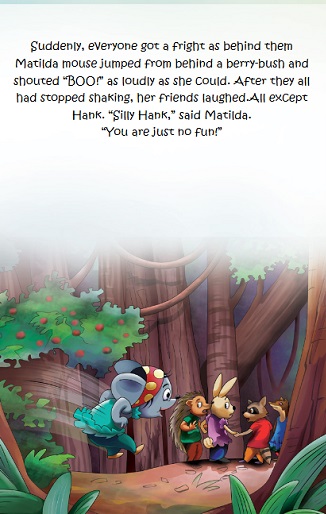 Suddenly, everyone got a fright as behind them
Matilda mouse jumped from behind a berry-bush and
shouted “BOO!” as loudly as she could. After they all
had stopped shaking, her friends laughed.All except
Hank. “Silly Hank,” said Matilda.
“You are just no fun!”